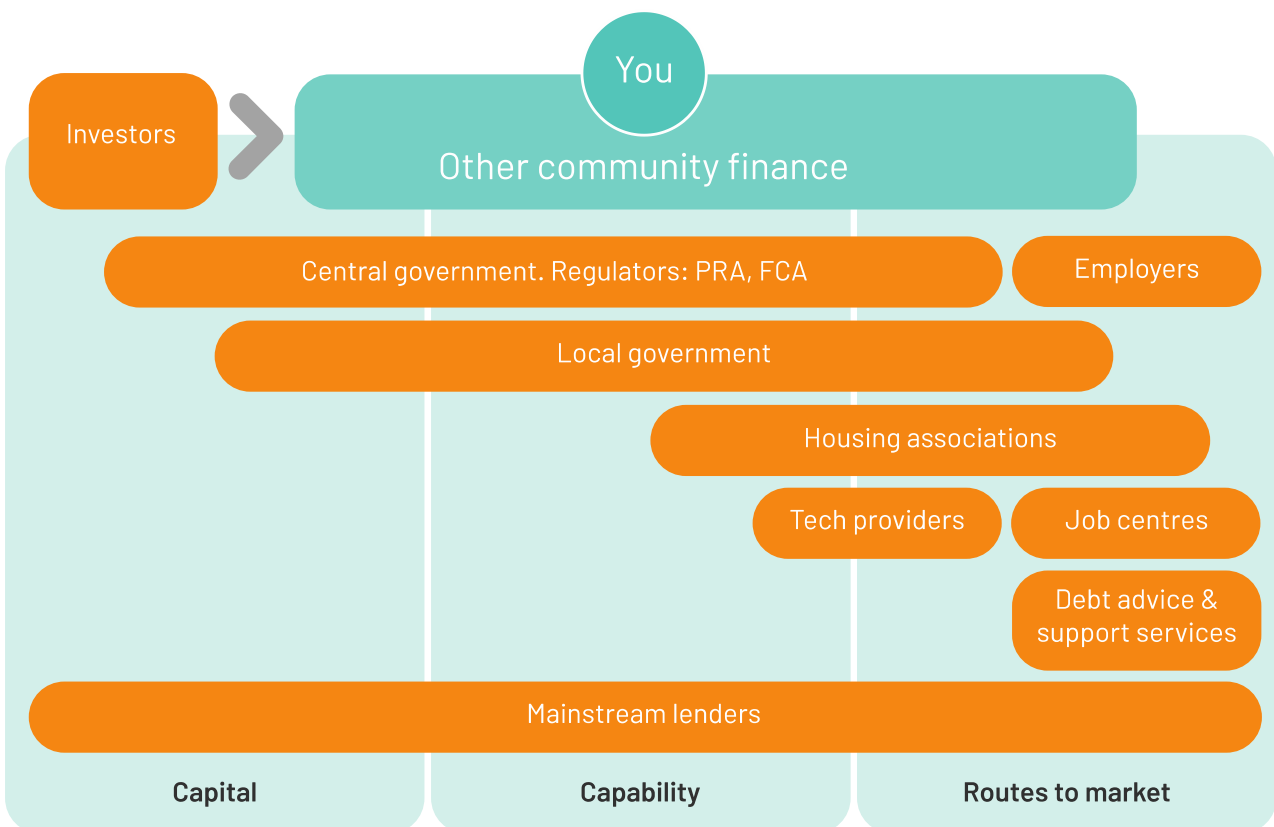 You
Investors
Other community finance
Central government. Regulators: PRA, FCA
Employers
Local government
Housing associations
Tech providers
Job centres
Debt advice &
support services
Mainstream lenders
Capital
Capability
Routes to market